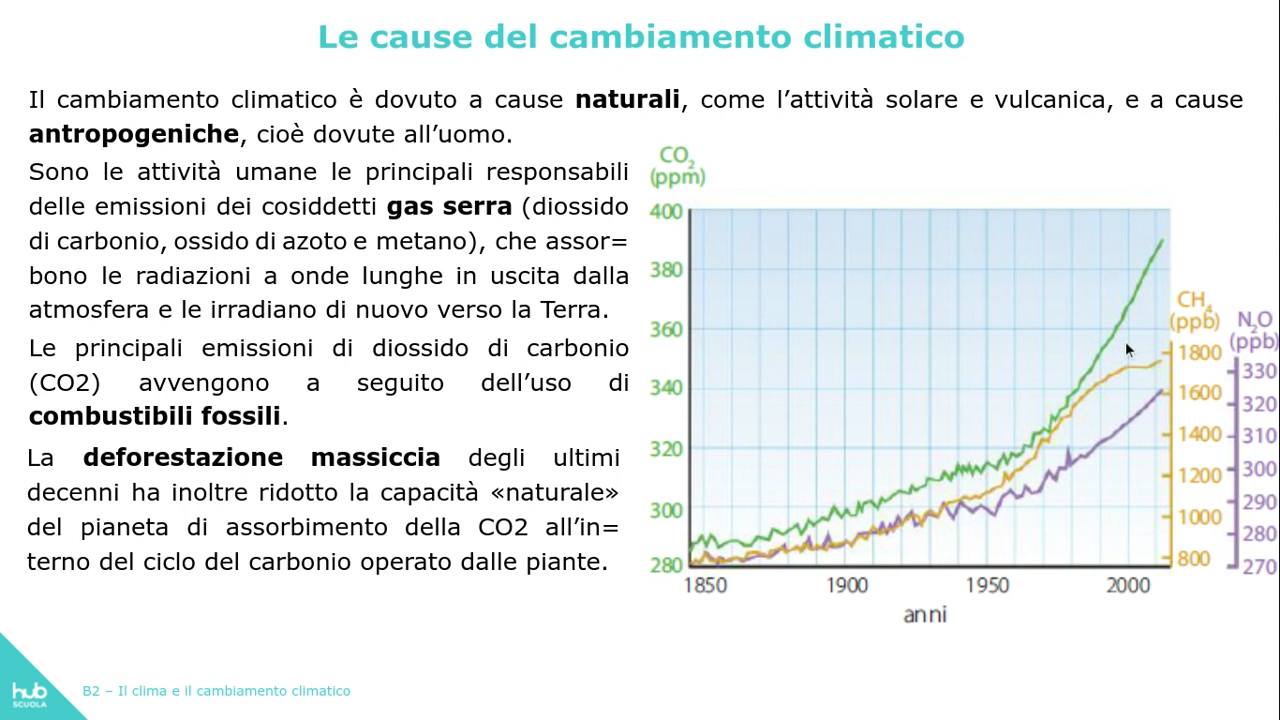 Le cause del cambiamento climatico
Il cambiamento climatico è dovuto a cause naturali, come l’attività solare e vulcanica, e a cause
antropogeniche, cioè dovute all’uomo.
Sono le attività umane le principali responsabili
delle emissioni dei cosiddetti gas serra (diossido
di carbonio, ossido di azoto e metano), che assor=
bono le radiazioni a onde lunghe in uscita dalla
atmosfera e le irradiano di nuovo verso la Terra.
Le principali emissioni di diossido di carbonio
(CO2) avvengono a seguito dell’uso di
combustibili fossili.
La deforestazione massiccia degli ultimi
decenni ha inoltre ridotto la capacità «naturale»
del pianeta di assorbimento della CO2 all’in=
terno del ciclo del carbonio operato dalle piante.
CO₂
(ppm)
400
380
360
340
320
300
280
CH₄
(ppb)
1800
1600
1400
1200
1000
800
N₂O
(ppb)
330
320
310
300
290
280
270
1850 1900 1950 2000
anni
hub
SCUOLA
B2 – Il clima e il cambiamento climatico